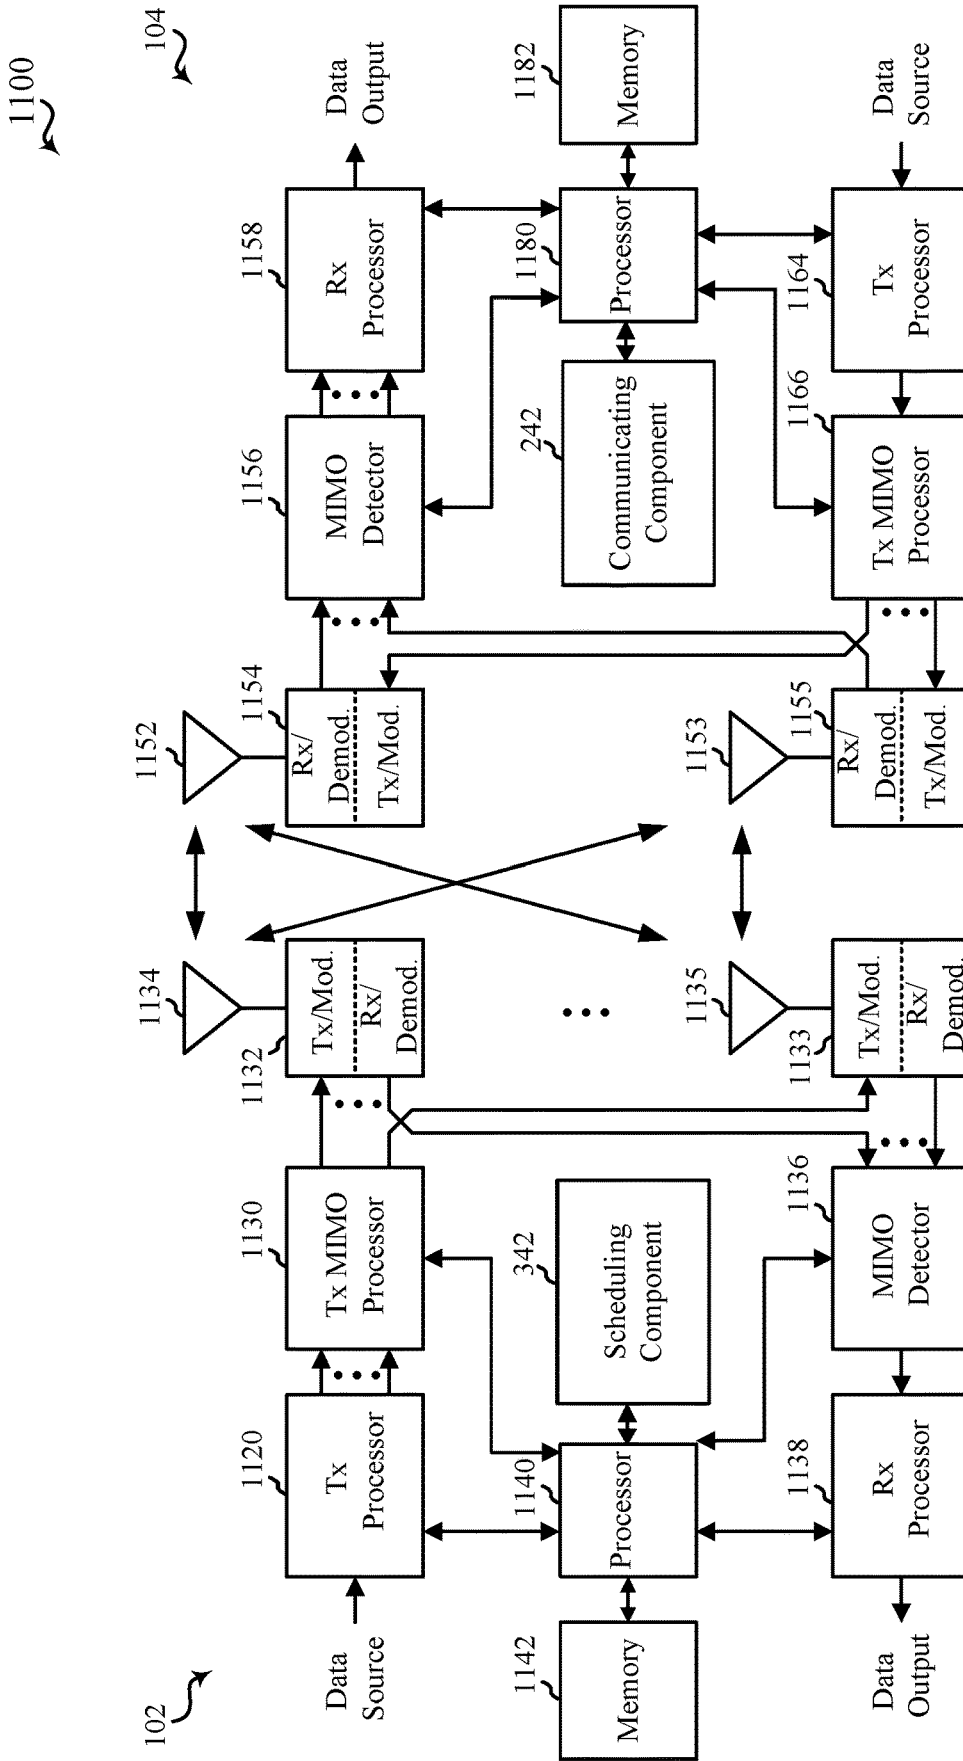 1100
102
104
Data
Source
1120
Tx
Processor
1130
Tx MIMO
Processor
1134
1132
Tx/Mod.
Rx/
Demod.
1152
1154
Rx/
Demod.
Tx/Mod.
1156
MIMO
Detector
1158
Rx
Processor
Data
Output
1142
Memory
1140
Processor
342
Scheduling
Component
242
Communicating
Component
1180
Processor
1182
Memory
Data
Output
1138
Rx
Processor
1136
MIMO
Detector
1135
1133
Tx/Mod.
Rx/
Demod.
1153
1155
Rx/
Demod.
Tx/Mod.
1166
Tx MIMO
Processor
1164
Tx
Processor
Data
Source